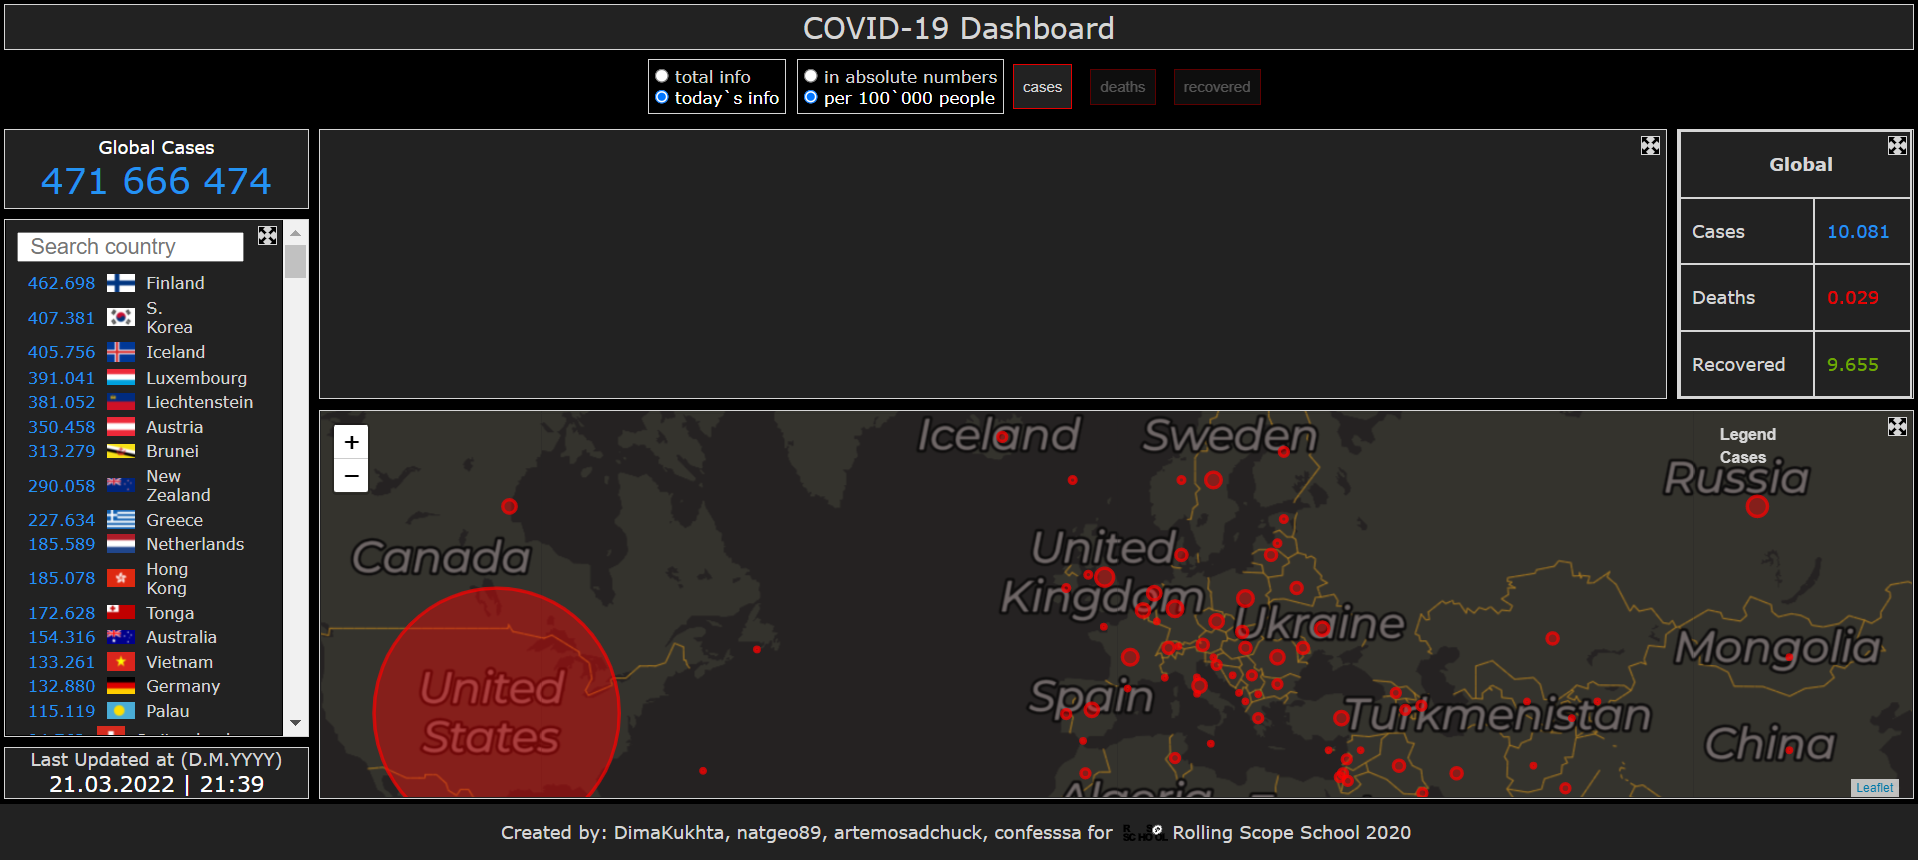 COVID-19 Dashboard
total info
today`s info
in absolute numbers
per 100`000 people
cases
deaths
recovered
Global Cases
471 666 474
Search country
462.698 Finland
407.381 S. Korea
405.756 Iceland
391.041 Luxembourg
381.052 Liechtenstein
350.458 Austria
313.279 Brunei
290.058 New Zealand
227.634 Greece
185.589 Netherlands
185.078 Hong Kong
172.628 Tonga
154.316 Australia
133.261 Vietnam
132.880 Germany
115.119 Palau
Last Updated at (D.M.YYYY)
21.03.2022 | 21:39
Global
Cases 10.081
Deaths 0.029
Recovered 9.655
+
−
Legend
Cases
Iceland
Sweden
Russia
Canada
United
Kingdom
Ukraine
Mongolia
United
States
Spain
Turkmenistan
China
Algeria
Leaflet
Created by: DimaKukhta, natgeo89, artemosadchuck, confesssa for RS SCHOOL Rolling Scope School 2020